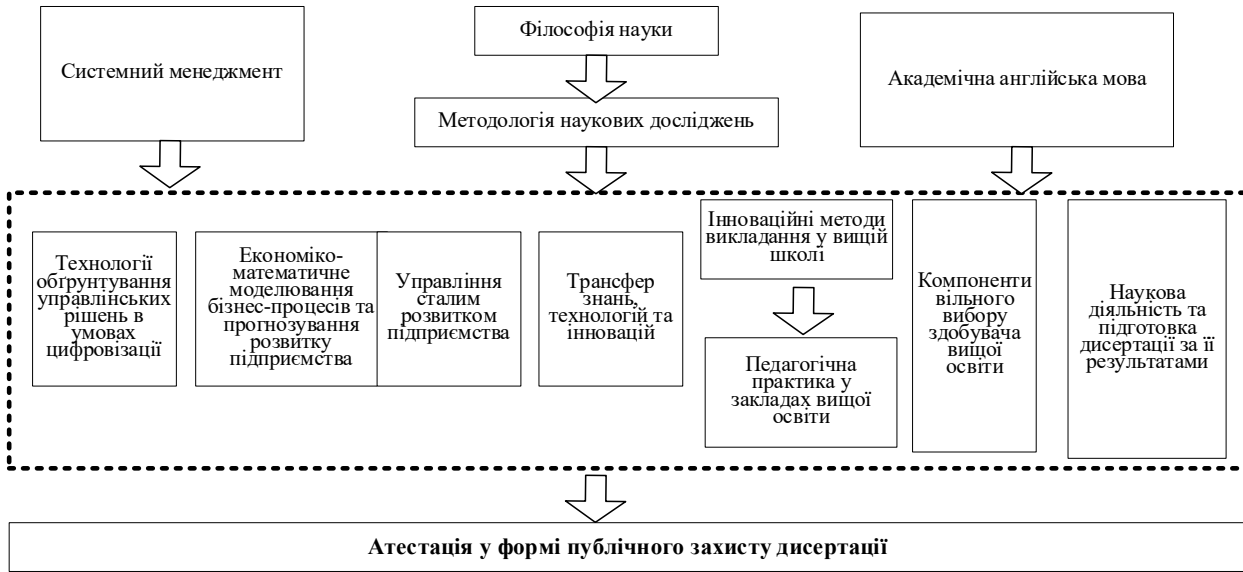 Системний менеджмент
Філософія науки
Академічна англійська мова
Методологія наукових досліджень
Технології
обґрунтування
управлінських
рішень в
умовах
цифровізації
Економіко-
математичне
моделювання
бізнес-процесів та
прогнозування
розвитку
підприємства
Управління
сталим
розвитком
підприємства
Трансфер
знань,
технологій та
інновацій
Інноваційні методи
викладання у вищій
школі
Педагогічна
практика у
закладах вищої
освіти
Компоненти
вільного
вибору
здобувача
вищої
освіти
Наукова
діяльність та
підготовка
дисертації за її
результатами
Атестація у формі публічного захисту дисертації